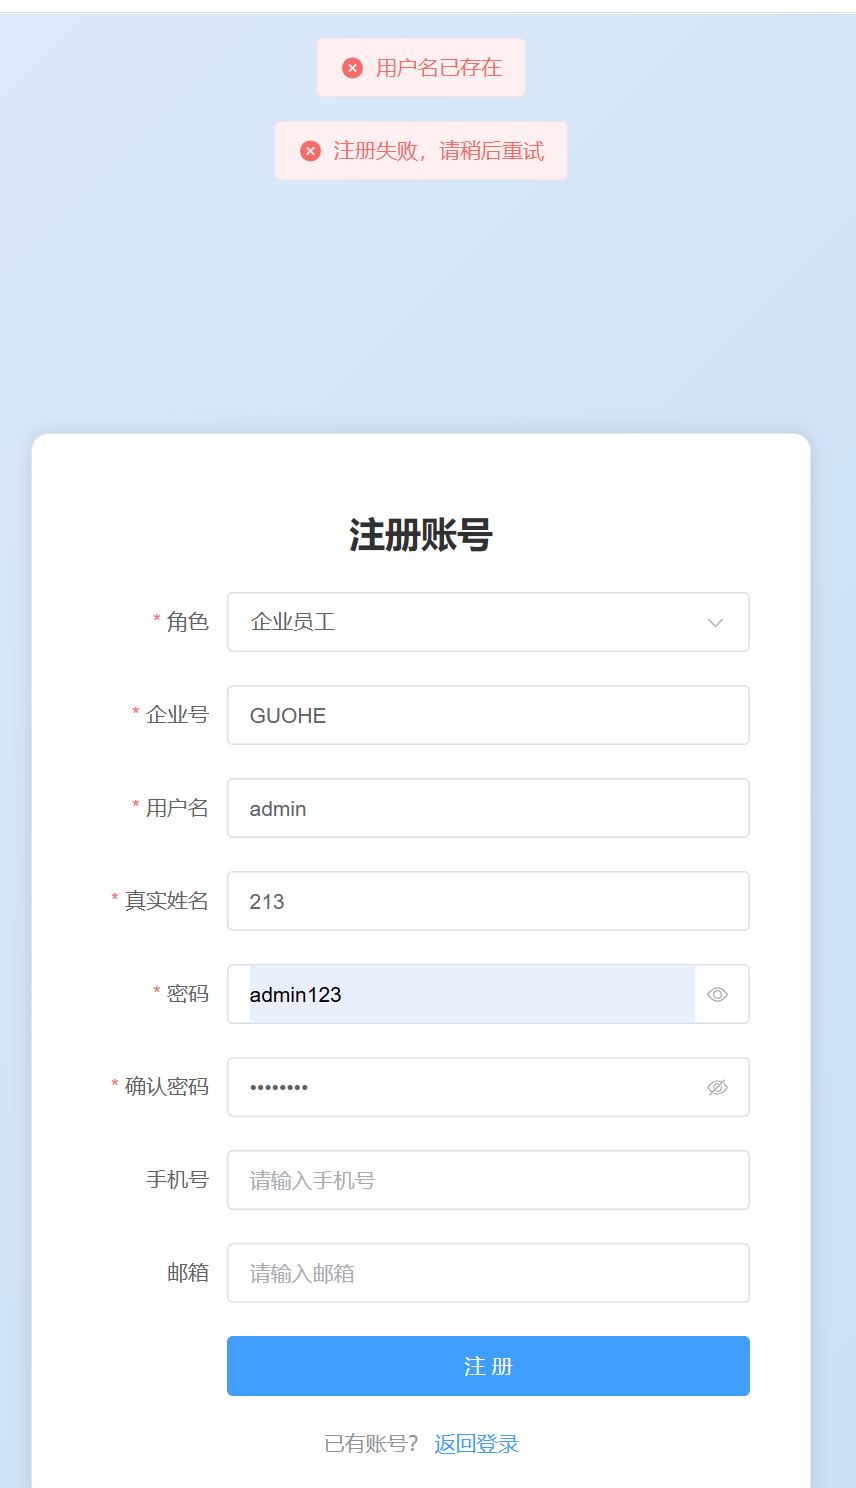 用户名已存在
注册失败，请稍后重试
注册账号
* 角色 企业员工
* 企业号 GUOHE
* 用户名 admin
* 真实姓名 213
* 密码 admin123
* 确认密码 ••••••••
手机号 请输入手机号
邮箱 请输入邮箱
注 册
已有账号？ 返回登录